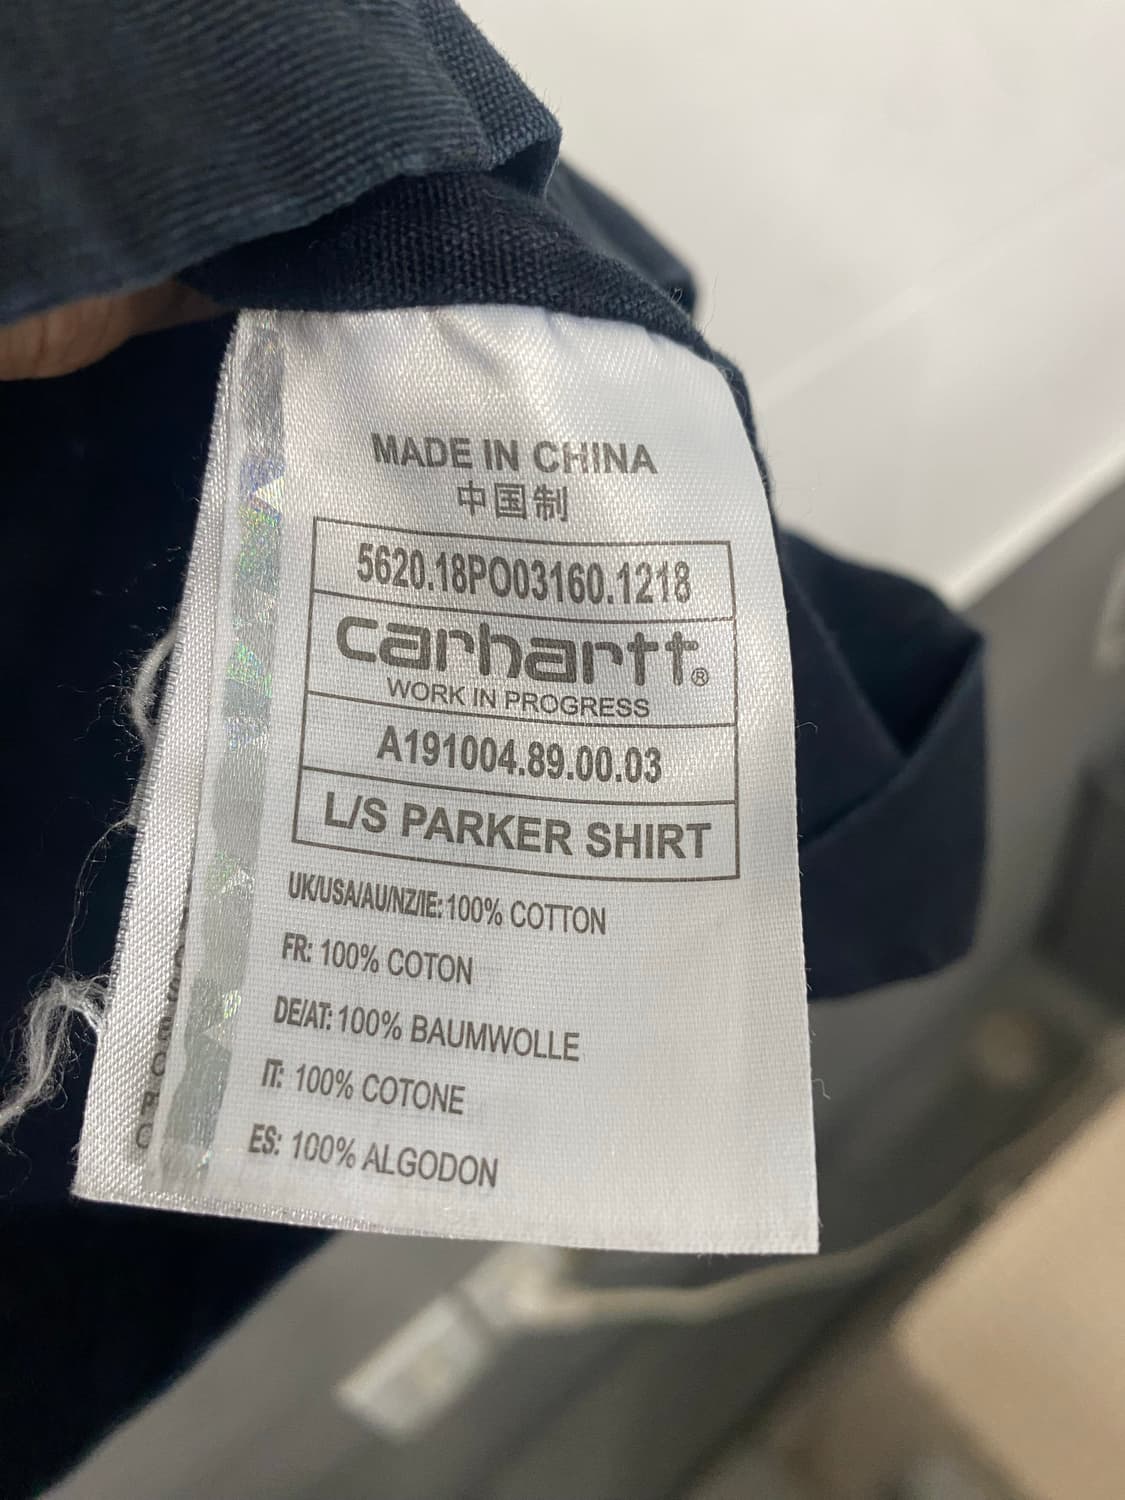 MADE IN CHINA
中国制
5620.18PO03160.1218
carhartt®
WORK IN PROGRESS
A191004.89.00.03
L/S PARKER SHIRT
UK/USA/AU/NZ/IE: 100% COTTON
FR: 100% COTON
DE/AT: 100% BAUMWOLLE
IT: 100% COTONE
ES: 100% ALGODON